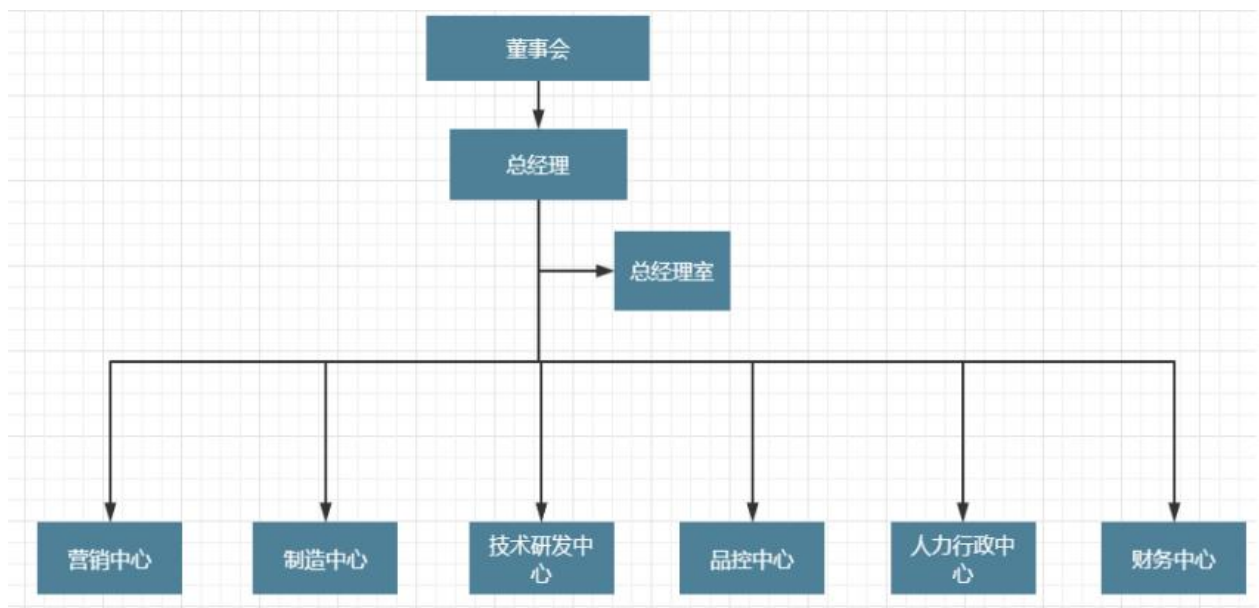 董事会
总经理
总经理室
营销中心
制造中心
技术研发中
心
品控中心
人力行政中
心
财务中心